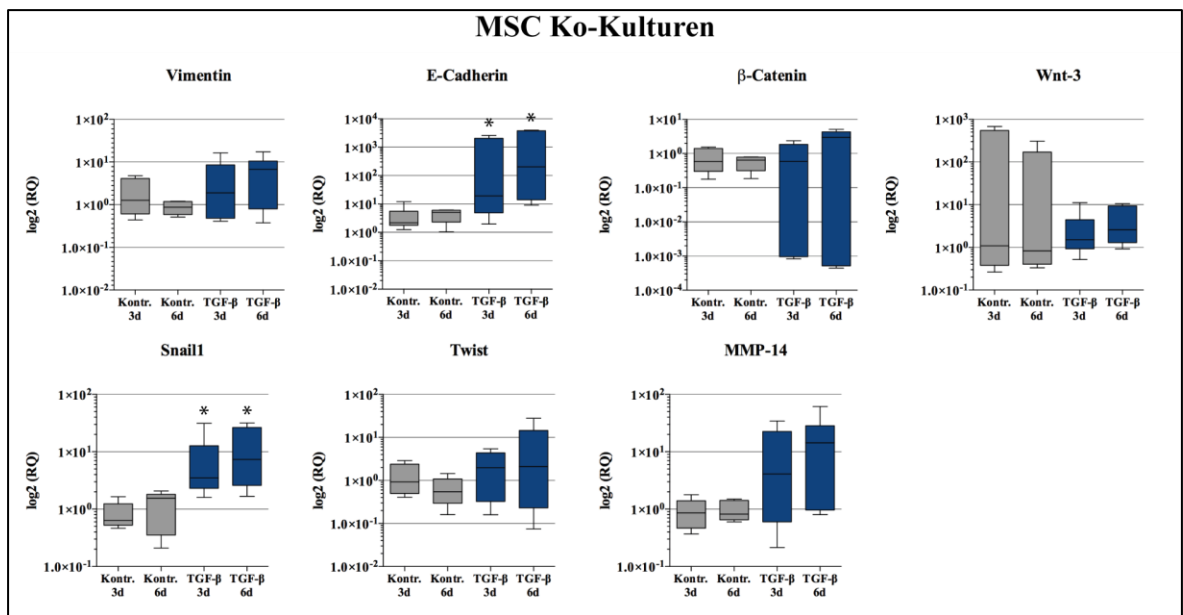 MSC Ko-Kulturen
Vimentin
log2 (RQ)
1×10²
1×10¹
1×10⁰
1.0×10⁻¹
1.0×10⁻²
Kontr. Kontr. TGF-β TGF-β
3d 6d 3d 6d
E-Cadherin
log2 (RQ)
1×10⁴
1×10³
1×10²
1×10¹
1×10⁰
1.0×10⁻¹
1.0×10⁻²
* *
Kontr. Kontr. TGF-β TGF-β
3d 6d 3d 6d
β-Catenin
log2 (RQ)
1×10¹
1×10⁰
1.0×10⁻¹
1.0×10⁻²
1.0×10⁻³
1.0×10⁻⁴
Kontr. Kontr. TGF-β TGF-β
3d 6d 3d 6d
Wnt-3
log2 (RQ)
1×10³
1×10²
1×10¹
1×10⁰
1.0×10⁻¹
Kontr. Kontr. TGF-β TGF-β
3d 6d 3d 6d
Snail1
log2 (RQ)
1×10²
1×10¹
1×10⁰
1.0×10⁻¹
* *
Kontr. Kontr. TGF-β TGF-β
3d 6d 3d 6d
Twist
log2 (RQ)
1×10²
1×10¹
1×10⁰
1.0×10⁻¹
1.0×10⁻²
Kontr. Kontr. TGF-β TGF-β
3d 6d 3d 6d
MMP-14
log2 (RQ)
1×10²
1×10¹
1×10⁰
1.0×10⁻¹
Kontr. Kontr. TGF-β TGF-β
3d 6d 3d 6d